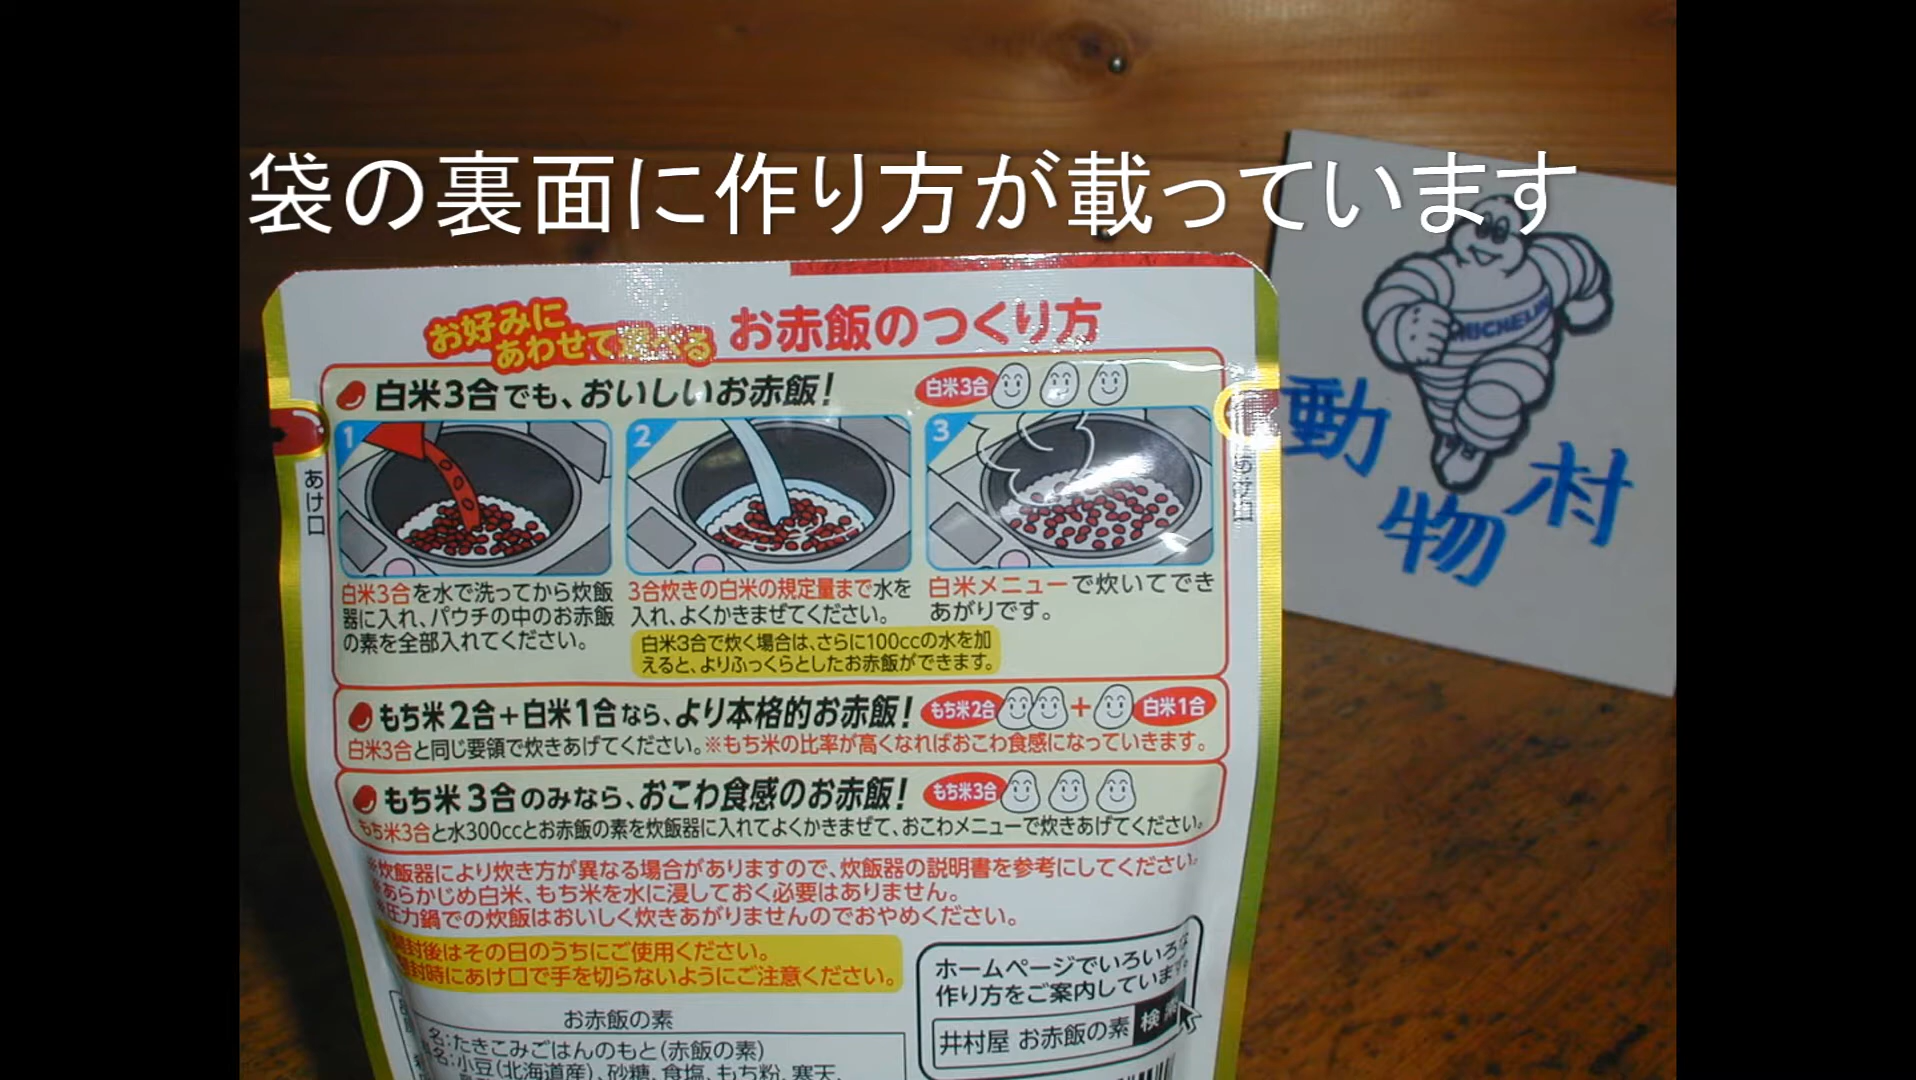 袋の裏面に作り方が載っています
お好みに
あわせて選べる
お赤飯のつくり方
白米3合でも、おいしいお赤飯!
白米3合
1
2
3
あけ口
白米3合を水で洗ってから炊飯
器に入れ、パウチの中のお赤飯
の素を全部入れてください。
3合炊きの白米の規定量まで水を
入れ、よくかきまぜてください。
白米3合で炊く場合は、さらに100ccの水を加
えると、よりふっくらとしたお赤飯ができます。
白米メニューで炊いてでき
あがりです。
もち米2合+白米1合なら、より本格的お赤飯!
もち米2合
+
白米1合
白米3合と同じ要領で炊きあげてください。※もち米の比率が高くなればおこわ食感になっていきます。
もち米3合のみなら、おこわ食感のお赤飯!
もち米3合
もち米3合と水300ccとお赤飯の素を炊飯器に入れてよくかきまぜて、おこわメニューで炊きあげてください。
※炊飯器により炊き方が異なる場合がありますので、炊飯器の説明書を参考にしてください。
※あらかじめ白米、もち米を水に浸しておく必要はありません。
※圧力鍋での炊飯はおいしく炊きあがりませんのでおやめください。
開封後はその日のうちにご使用ください。
開封時にあけ口で手を切らないようにご注意ください。
ホームページでいろいろな
作り方をご案内しています。
井村屋 お赤飯の素
検索
お赤飯の素
名:たきこみごはんのもと(赤飯の素)
名:小豆(北海道産)、砂糖、食塩、もち粉、寒天、
MICHELIN
動
物
村